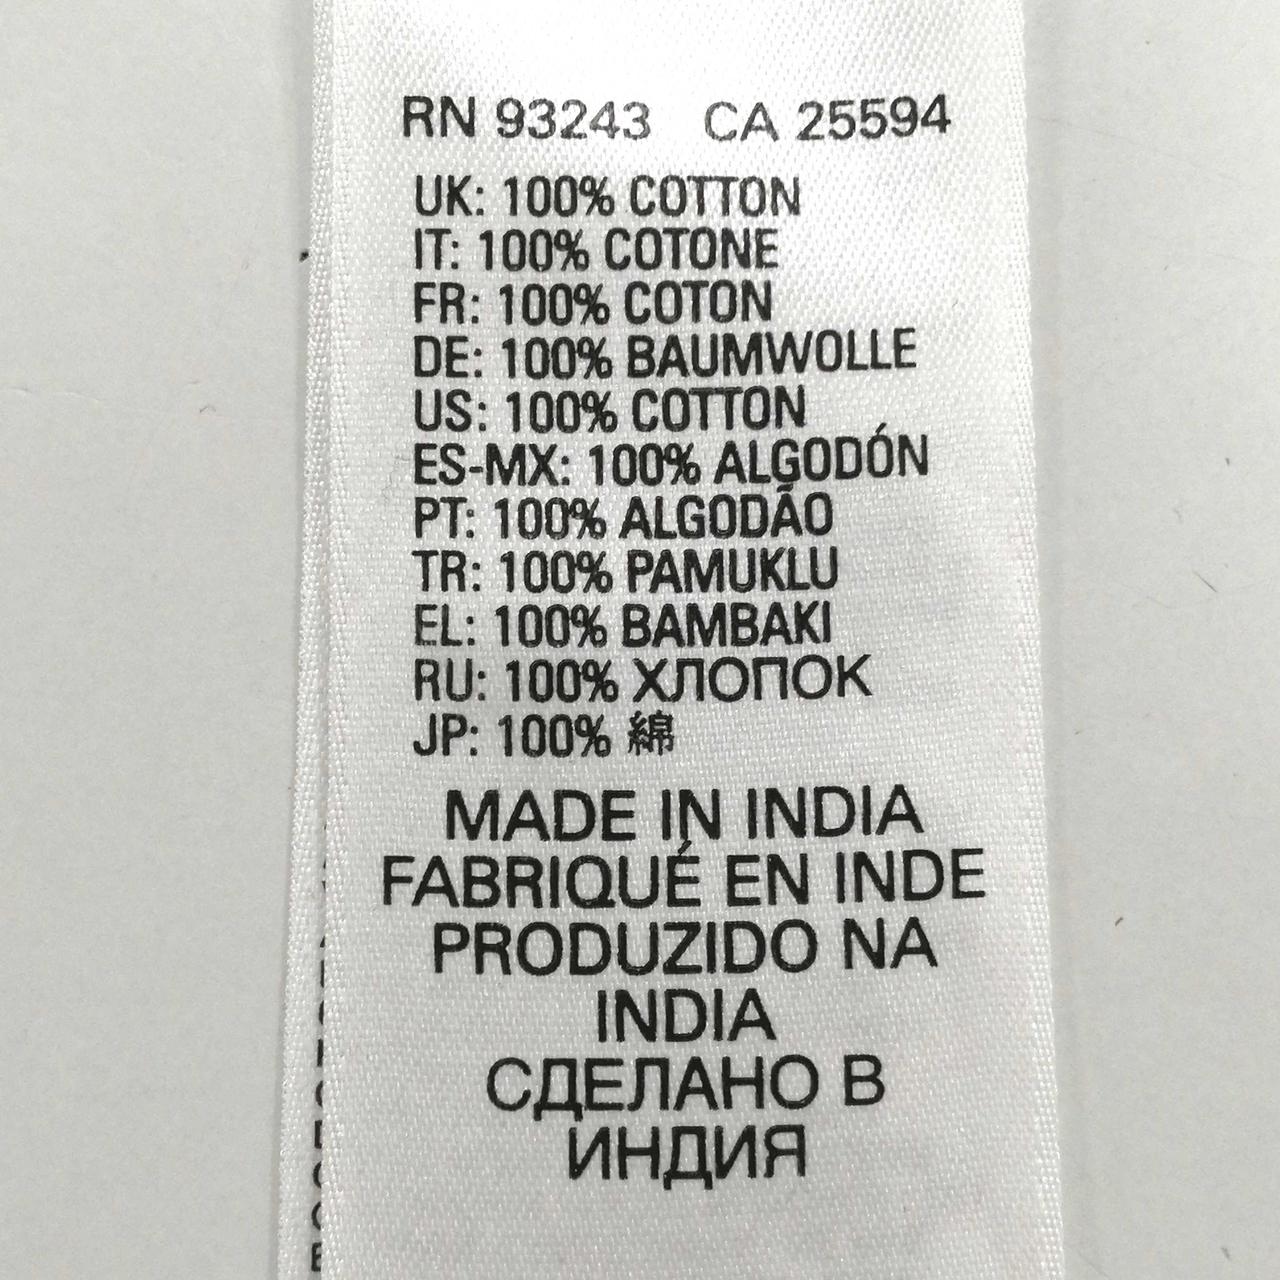 RN 93243 CA 25594
UK: 100% COTTON
IT: 100% COTONE
FR: 100% COTON
DE: 100% BAUMWOLLE
US: 100% COTTON
ES-MX: 100% ALGODÓN
PT: 100% ALGODÃO
TR: 100% PAMUKLU
EL: 100% BAMBAKI
RU: 100% ХЛОПОК
JP: 100% 綿
MADE IN INDIA
FABRIQUÉ EN INDE
PRODUZIDO NA
INDIA
СДЕЛАНО В
ИНДИЯ